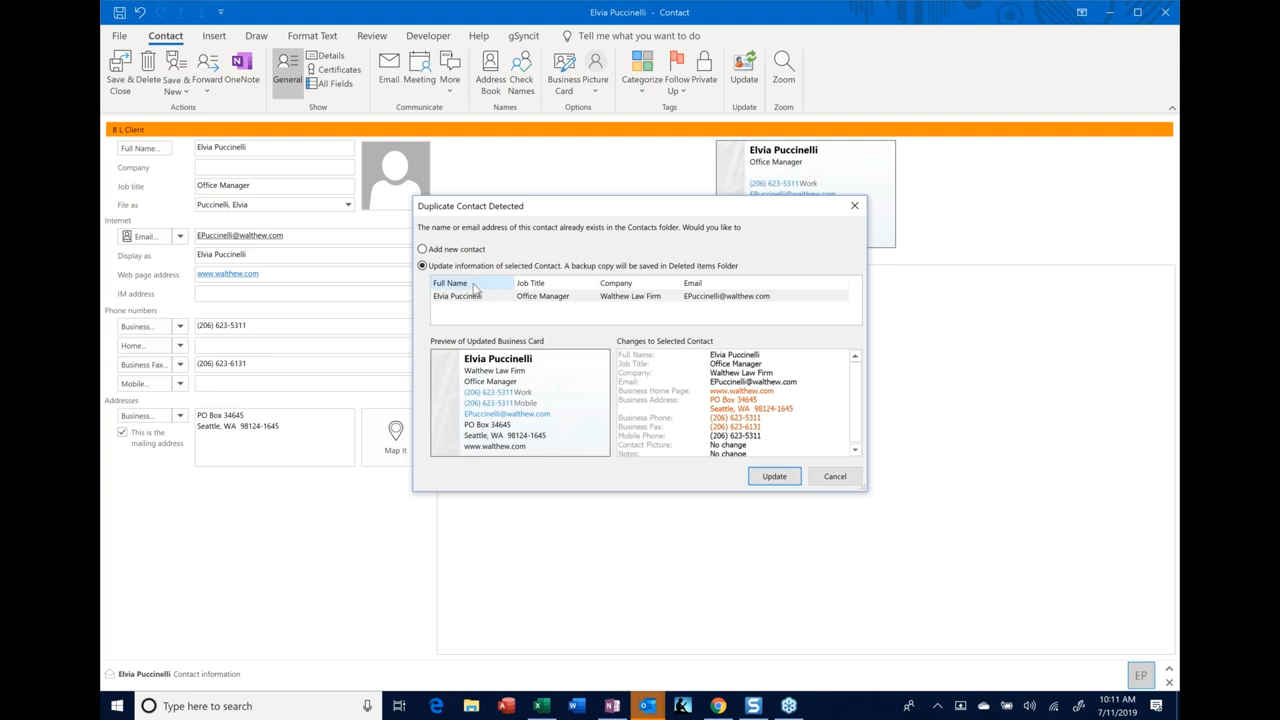 Elvia Puccinelli - Contact
File Contact Insert Draw Format Text Review Developer Help gSyncit Tell me what you want to do
Save & Close
Delete
Save & New
Forward
OneNote
Actions
General
Details
Certificates
All Fields
Show
Email
Meeting
More
Communicate
Address Book
Check Names
Names
Business Card
Picture
Options
Categorize
Follow Up
Private
Tags
Update
Update
Zoom
Zoom
B L Client
Full Name... Elvia Puccinelli
Company
Job title Office Manager
File as Puccinelli, Elvia
Internet
Email... EPuccinelli@walthew.com
Display as Elvia Puccinelli
Web page address www.walthew.com
IM address
Phone numbers
Business... (206) 623-5311
Home...
Business Fax... (206) 623-6131
Mobile...
Addresses
Business... PO Box 34645
Seattle, WA 98124-1645
This is the
mailing address
Map It
Elvia Puccinelli
Office Manager
(206) 623-5311Work
EPuccinelli@walthew.com
Duplicate Contact Detected
The name or email address of this contact already exists in the Contacts folder. Would you like to
Add new contact
Update information of selected Contact. A backup copy will be saved in Deleted Items Folder
Full Name Job Title Company Email
Elvia Puccinelli Office Manager Walthew Law Firm EPuccinelli@walthew.com
Preview of Updated Business Card
Elvia Puccinelli
Walthew Law Firm
Office Manager
(206) 623-5311Work
(206) 623-5311Mobile
EPuccinelli@walthew.com
PO Box 34645
Seattle, WA 98124-1645
www.walthew.com
Changes to Selected Contact
Full Name: Elvia Puccinelli
Job Title: Office Manager
Company: Walthew Law Firm
Email: EPuccinelli@walthew.com
Business Home Page: www.walthew.com
Business Address: PO Box 34645
Seattle, WA 98124-1645
Business Phone: (206) 623-5311
Business Fax: (206) 623-6131
Mobile Phone: (206) 623-5311
Contact Picture: No change
Notes: No change
Update Cancel
Elvia Puccinelli Contact information
EP
Type here to search
10:11 AM
7/11/2019